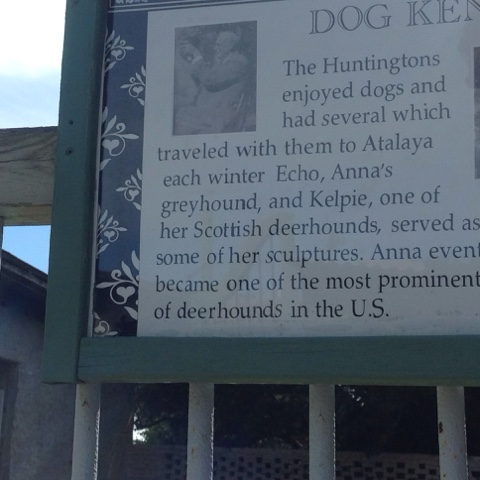 DOG KEN
The Huntingtons
enjoyed dogs and
had several which
traveled with them to Atalaya
each winter Echo, Anna's
greyhound, and Kelpie, one of
her Scottish deerhounds, served as
some of her sculptures. Anna event
became one of the most prominent
of deerhounds in the U.S.